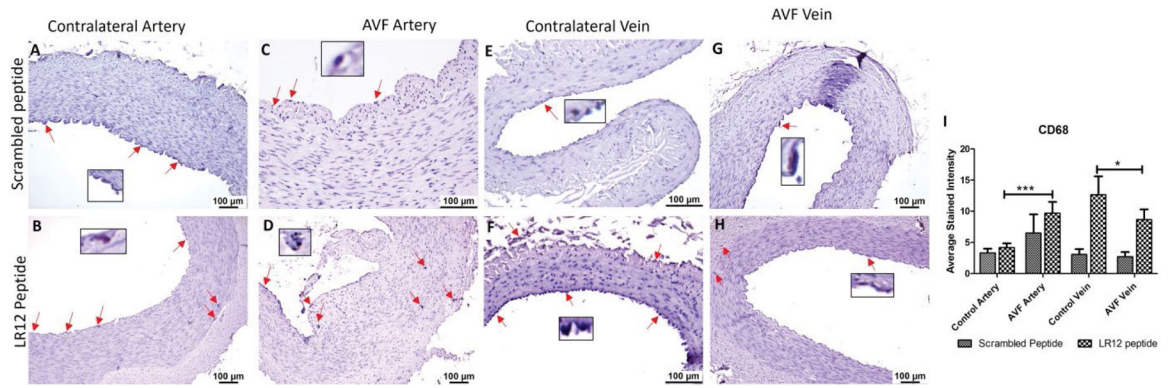 Contralateral Artery
AVF Artery
Contralateral Vein
AVF Vein
Scrambled peptide
LR12 Peptide
A
100 µm
C
100 µm
E
100 µm
G
100 µm
B
100 µm
D
100 µm
F
100 µm
H
100 µm
I
CD68
Average Stained Intensity
20
15
10
5
0
***
*
Control Artery
AVF Artery
Control Vein
AVF Vein
Scrambled Peptide
LR12 peptide